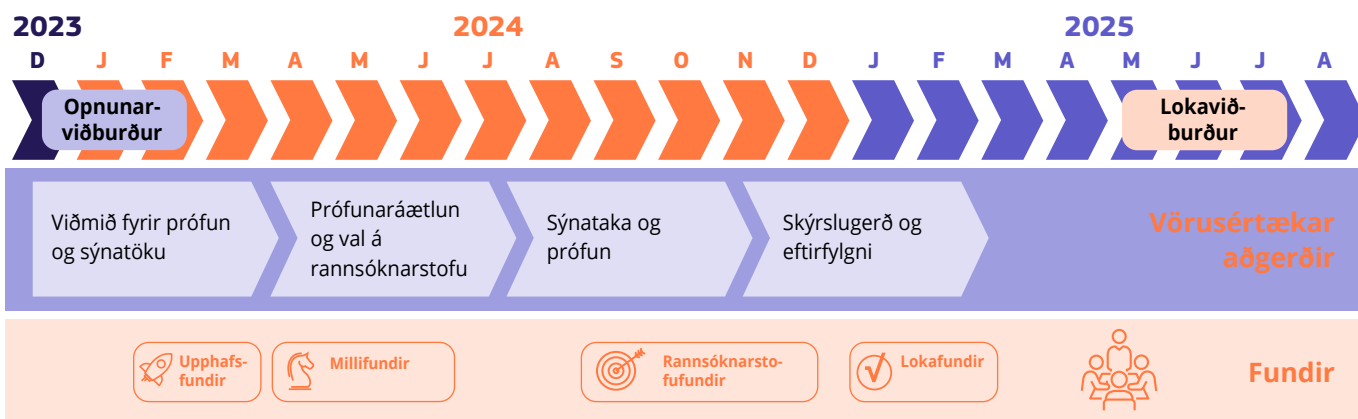 2023 2024 2025
D J F M A M J J A S O N D J F M A M J J A
Opnunar-
viðburður
Lokavið-
burður
Viðmið fyrir prófun
og sýnatöku
Prófunaráætlun
og val á
rannsóknarstofu
Sýnataka og
prófun
Skýrslugerð og
eftirfylgni
Vörusértækar
aðgerðir
Upphafs-
fundir
Millifundir
Rannsóknarsto-
fufundir
Lokafundir
Fundir